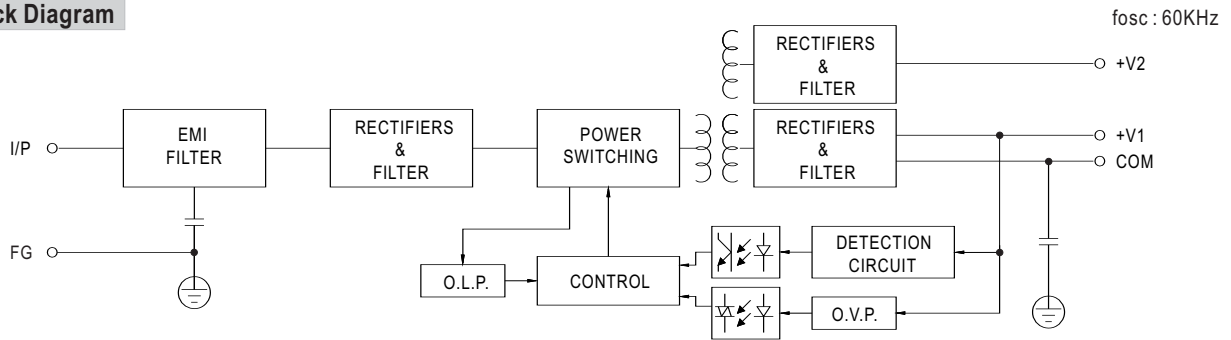 ck Diagram
fosc : 60KHz
RECTIFIERS
&
FILTER
+V2
I/P
EMI
FILTER
RECTIFIERS
&
FILTER
POWER
SWITCHING
RECTIFIERS
&
FILTER
+V1
COM
FG
O.L.P.
CONTROL
DETECTION
CIRCUIT
O.V.P.